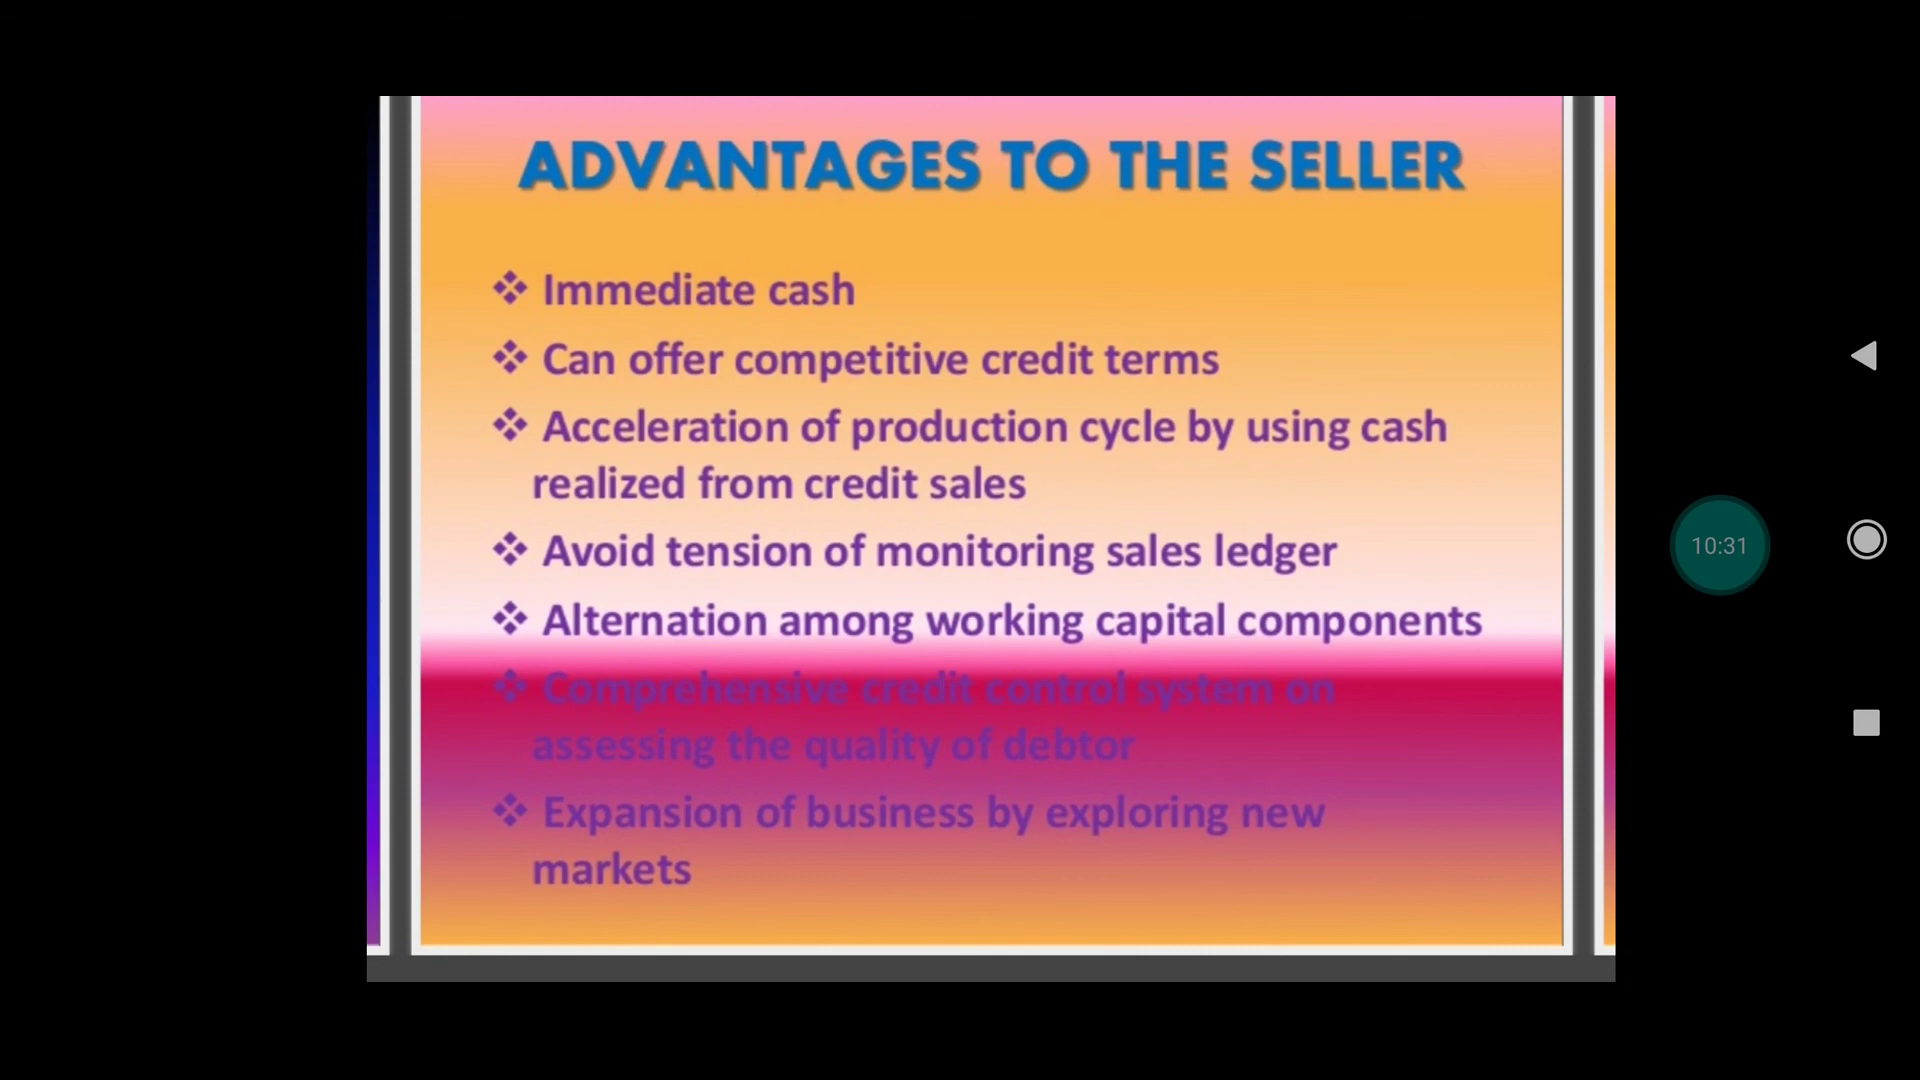 ADVANTAGES TO THE SELLER
❖ Immediate cash
❖ Can offer competitive credit terms
❖ Acceleration of production cycle by using cash
realized from credit sales
❖ Avoid tension of monitoring sales ledger
❖ Alternation among working capital components
❖ Comprehensive credit control system on
assessing the quality of debtor
❖ Expansion of business by exploring new
markets
10:31